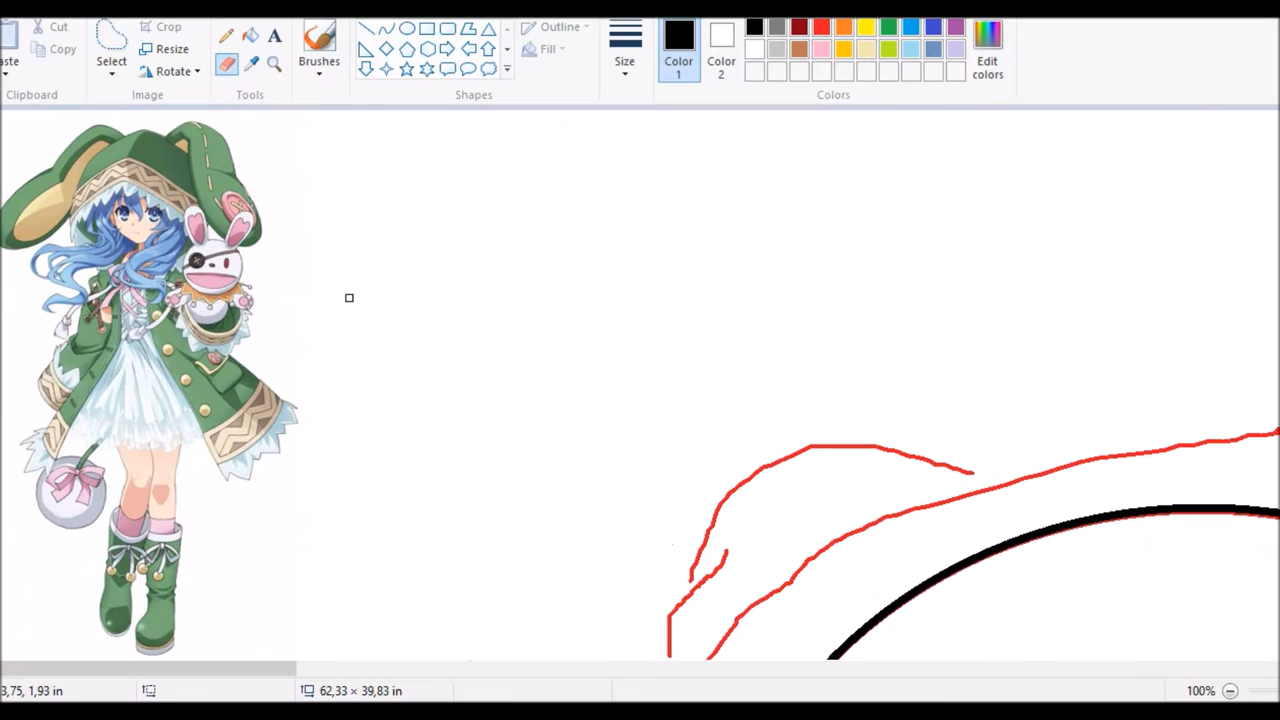 Cut
Crop
Outline
aste
Copy
Select
Resize
Rotate
A
Brushes
Fill
Size
Color 1
Color 2
Edit colors
Clipboard
Image
Tools
Shapes
Colors
3,75, 1,93 in
62,33 × 39,83 in
100%